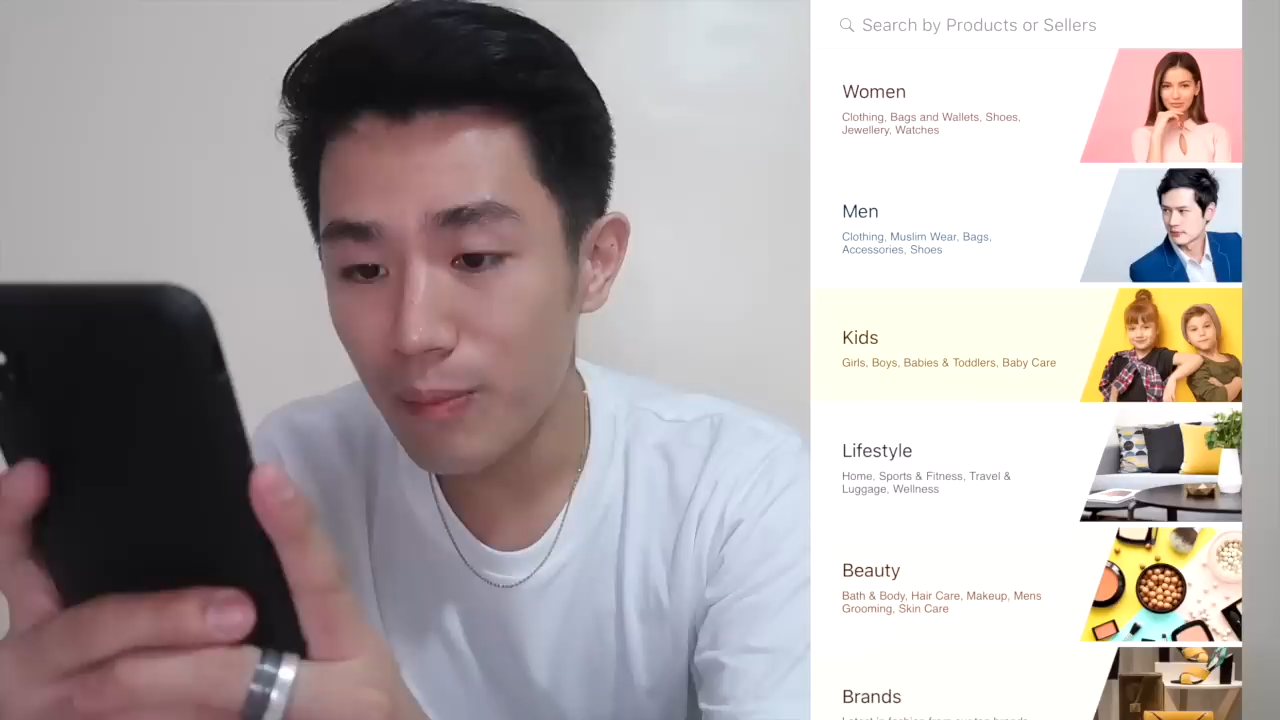 Search by Products or Sellers
Women
Clothing, Bags and Wallets, Shoes,
Jewellery, Watches
Men
Clothing, Muslim Wear, Bags,
Accessories, Shoes
Kids
Girls, Boys, Babies & Toddlers, Baby Care
Lifestyle
Home, Sports & Fitness, Travel &
Luggage, Wellness
Beauty
Bath & Body, Hair Care, Makeup, Mens
Grooming, Skin Care
Brands